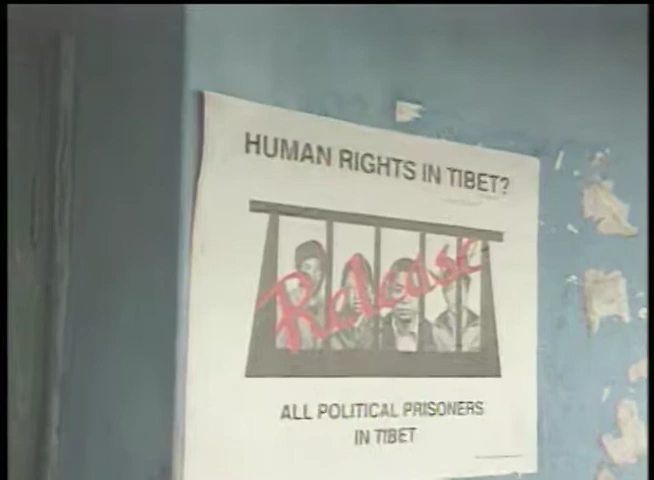 HUMAN RIGHTS IN TIBET?
Release
ALL POLITICAL PRISONERS
IN TIBET